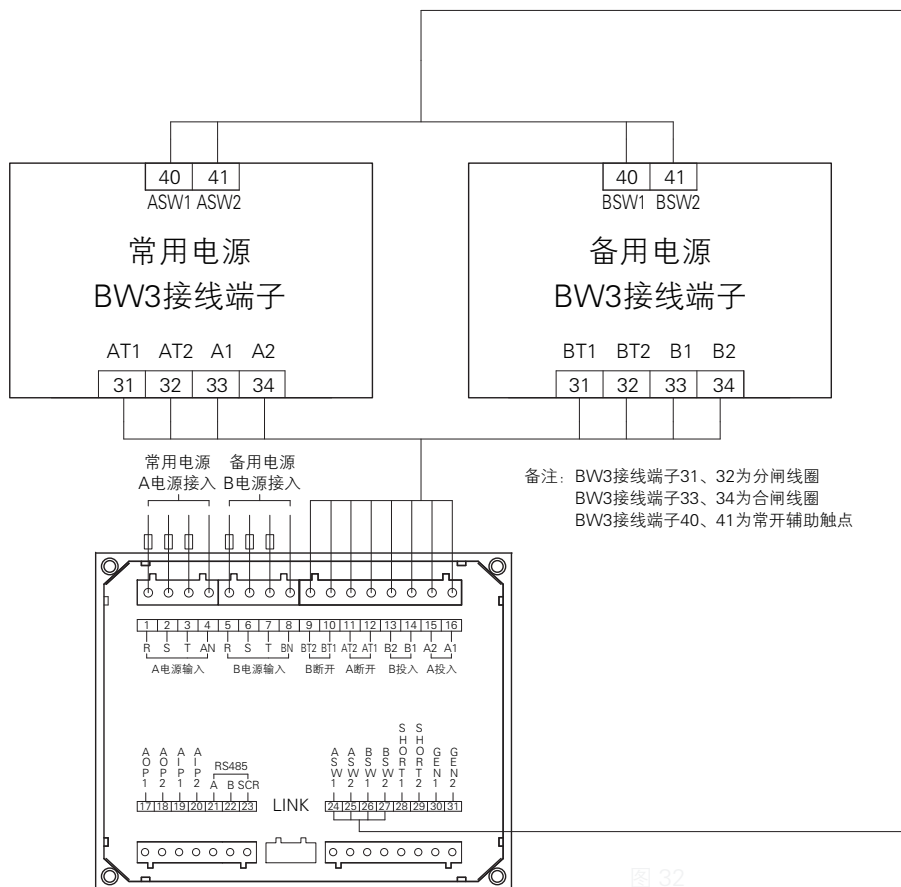 40 41
ASW1 ASW2
常用电源
BW3接线端子
AT1 AT2 A1 A2
31 32 33 34
40 41
BSW1 BSW2
备用电源
BW3接线端子
BT1 BT2 B1 B2
31 32 33 34
常用电源
A电源接入
备用电源
B电源接入
备注：BW3接线端子31、32为分闸线圈
BW3接线端子33、34为合闸线圈
BW3接线端子40、41为常开辅助触点
1 2 3 4 5 6 7 8 9 10 11 12 13 14 15 16
R S T AN R S T BN BT2 BT1 AT2 AT1 B2 B1 A2 A1
A电源输入 B电源输入 B断开 A断开 B投入 A投入
AOP1 AOP2 AIP1 AIP2 RS485
A B SCR
17 18 19 20 21 22 23
LINK
ASW1 ASW2 BSW1 BSW2 SHORT1 SHORT2 GEN1 GEN2
24 25 26 27 28 29 30 31
图 32